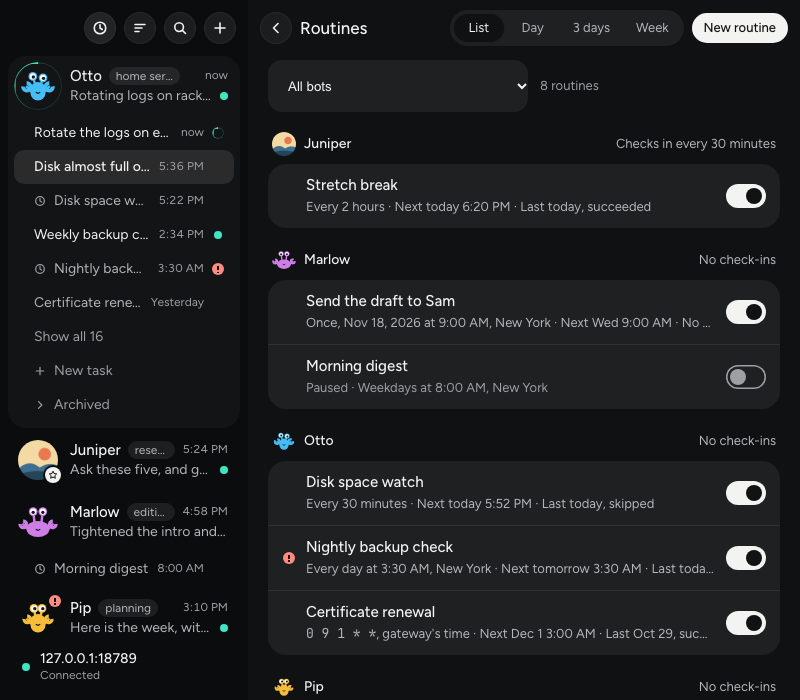 Otto home ser... now
Rotating logs on rack...
Rotate the logs on e... now
Disk almost full o... 5:36 PM
Disk space w... 5:22 PM
Weekly backup c... 2:34 PM
Nightly back... 3:30 AM
Certificate rene... Yesterday
Show all 16
New task
Archived
Juniper rese... 5:24 PM
Ask these five, and g...
Marlow editi... 4:58 PM
Tightened the intro and...
Morning digest 8:00 AM
Pip planning 3:10 PM
Here is the week, wit...
127.0.0.1:18789
Connected
Routines
List Day 3 days Week
New routine
All bots
8 routines
Juniper
Checks in every 30 minutes
Stretch break
Every 2 hours · Next today 6:20 PM · Last today, succeeded
Marlow
No check-ins
Send the draft to Sam
Once, Nov 18, 2026 at 9:00 AM, New York · Next Wed 9:00 AM · No ...
Morning digest
Paused · Weekdays at 8:00 AM, New York
Otto
No check-ins
Disk space watch
Every 30 minutes · Next today 5:52 PM · Last today, skipped
Nightly backup check
Every day at 3:30 AM, New York · Next tomorrow 3:30 AM · Last toda...
Certificate renewal
0 9 1 * *, gateway's time · Next Dec 1 3:00 AM · Last Oct 29, suc...
Pip
No check-ins